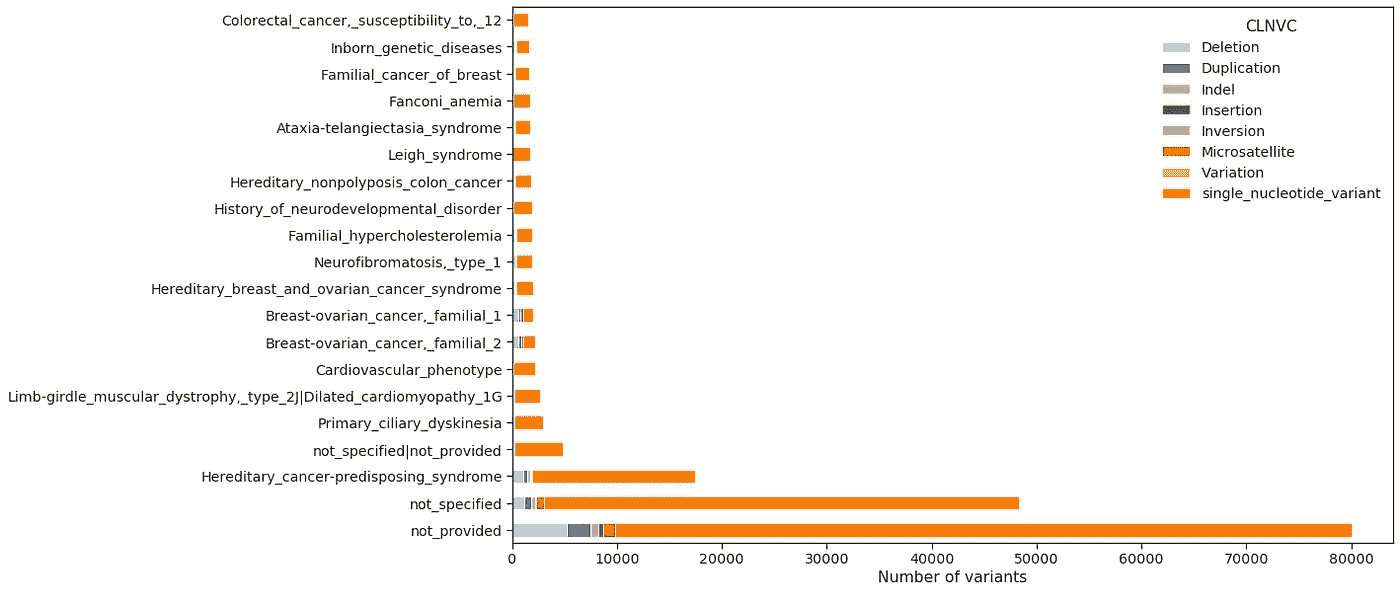 Colorectal_cancer,_susceptibility_to,_12
Inborn_genetic_diseases
Familial_cancer_of_breast
Fanconi_anemia
Ataxia-telangiectasia_syndrome
Leigh_syndrome
Hereditary_nonpolyposis_colon_cancer
History_of_neurodevelopmental_disorder
Familial_hypercholesterolemia
Neurofibromatosis,_type_1
Hereditary_breast_and_ovarian_cancer_syndrome
Breast-ovarian_cancer,_familial_1
Breast-ovarian_cancer,_familial_2
Cardiovascular_phenotype
Limb-girdle_muscular_dystrophy,_type_2J|Dilated_cardiomyopathy_1G
Primary_ciliary_dyskinesia
not_specified|not_provided
Hereditary_cancer-predisposing_syndrome
not_specified
not_provided
CLNVC
Deletion
Duplication
Indel
Insertion
Inversion
Microsatellite
Variation
single_nucleotide_variant
0 10000 20000 30000 40000 50000 60000 70000 80000
Number of variants